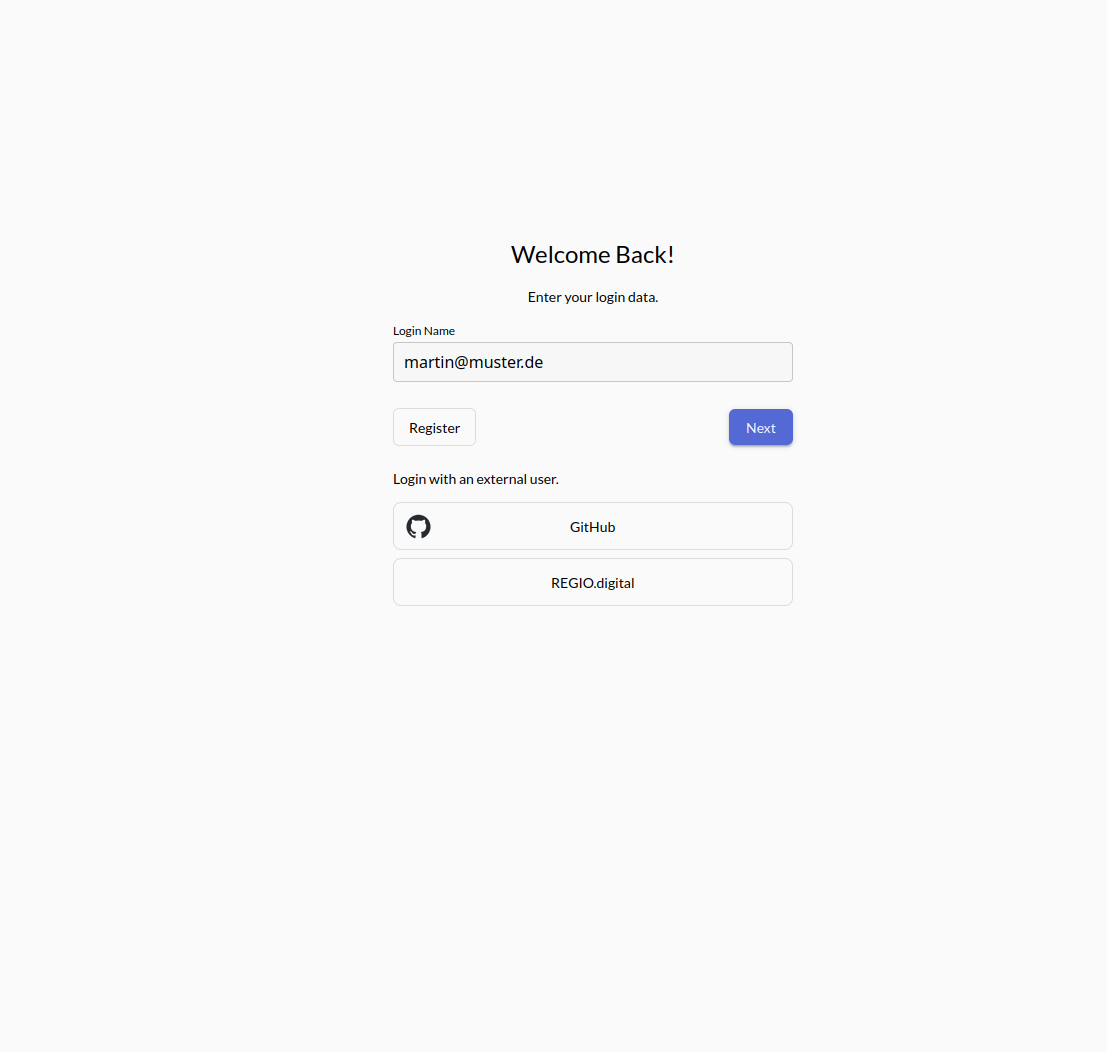 Welcome Back!
Enter your login data.
Login Name
martin@muster.de
Register
Next
Login with an external user.
GitHub
REGIO.digital